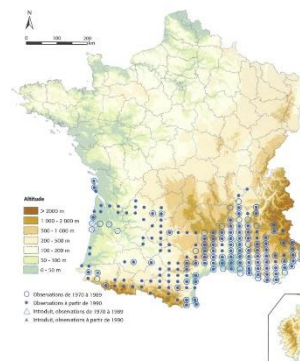 N
0 100 200
km
Altitude
> 2000 m
1 000 - 2 000 m
500 - 1 000 m
200 - 500 m
100 - 200 m
50 - 100 m
0 - 50 m
Observations de 1970 à 1989
Observations à partir de 1990
Introduit, observations de 1970 à 1989
Introduit, observations à partir de 1990